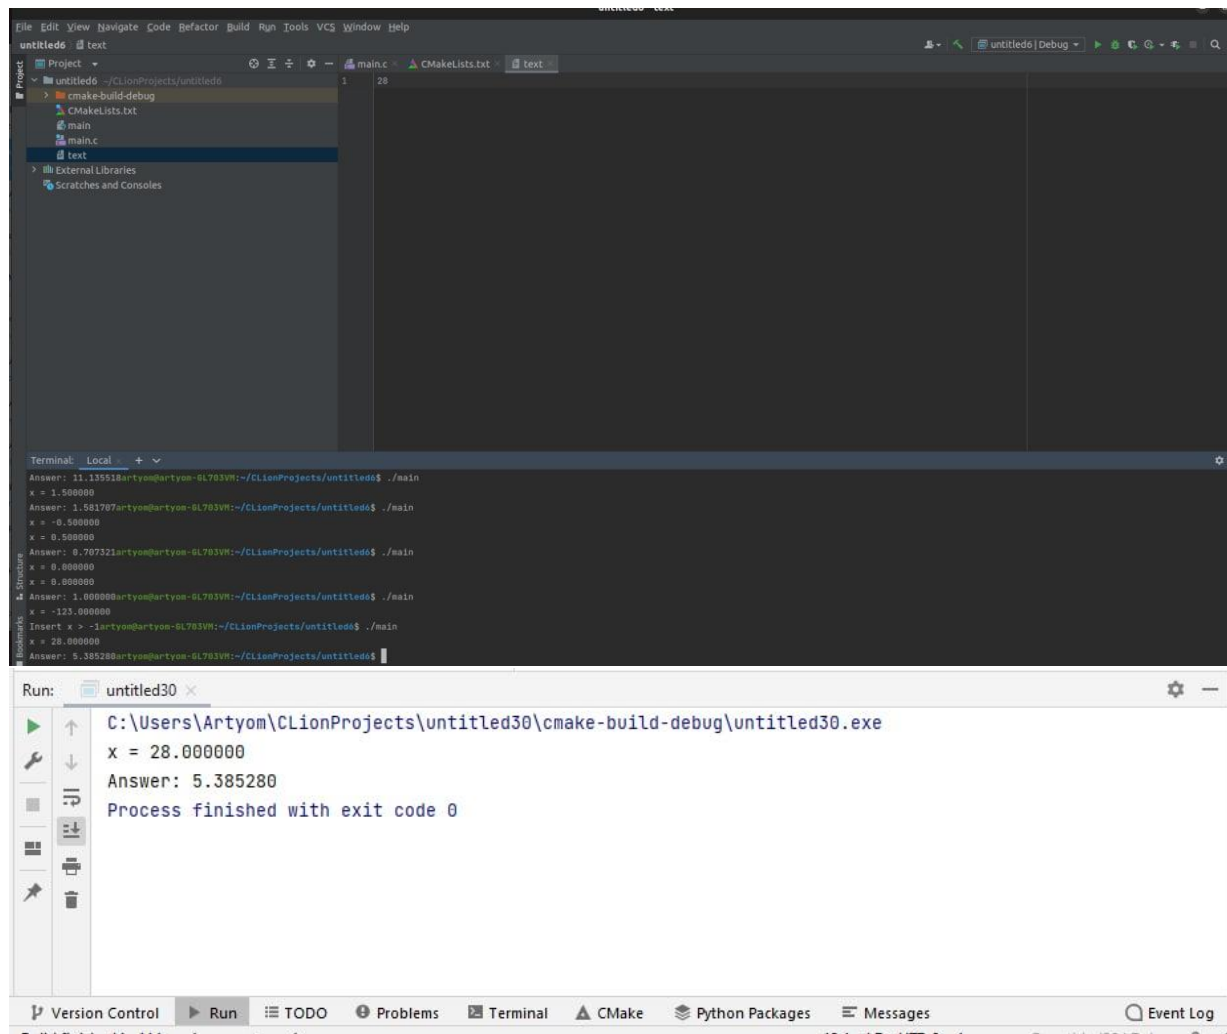 File Edit View Navigate Code Refactor Build Run Tools VCS Window Help
untitled6 text
untitled6 | Debug
Project
main.c
CMakeLists.txt
text
Project
untitled6 ~/CLionProjects/untitled6
1 28
cmake-build-debug
CMakeLists.txt
main
main.c
text
External Libraries
Scratches and Consoles
Terminal: Local
Answer: 11.135518artyom@artyom-GL703VM:~/CLionProjects/untitled6$ ./main
x = 1.500000
Answer: 1.581707artyom@artyom-GL703VM:~/CLionProjects/untitled6$ ./main
x = -0.500000
x = 0.500000
Answer: 0.707321artyom@artyom-GL703VM:~/CLionProjects/untitled6$ ./main
x = 0.000000
x = 0.000000
Answer: 1.000000artyom@artyom-GL703VM:~/CLionProjects/untitled6$ ./main
x = -123.000000
Insert x > -1artyom@artyom-GL703VM:~/CLionProjects/untitled6$ ./main
x = 28.000000
Answer: 5.385280artyom@artyom-GL703VM:~/CLionProjects/untitled6$
Structure
Bookmarks
Run: untitled30
C:\Users\Artyom\CLionProjects\untitled30\cmake-build-debug\untitled30.exe
x = 28.000000
Answer: 5.385280
Process finished with exit code 0
Version Control Run TODO Problems Terminal CMake Python Packages Messages Event Log